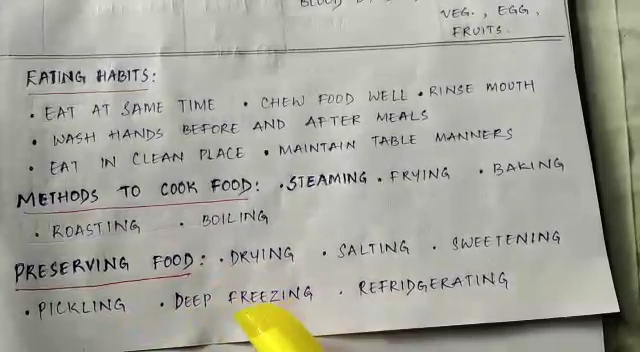 VEG., EGG,
FRUITS.
EATING HABITS:
• EAT AT SAME TIME • CHEW FOOD WELL • RINSE MOUTH
• WASH HANDS BEFORE AND AFTER MEALS
• EAT IN CLEAN PLACE • MAINTAIN TABLE MANNERS
METHODS TO COOK FOOD: • STEAMING • FRYING • BAKING
• ROASTING • BOILING
PRESERVING FOOD: • DRYING • SALTING • SWEETENING
• PICKLING • DEEP FREEZING • REFRIDGERATING